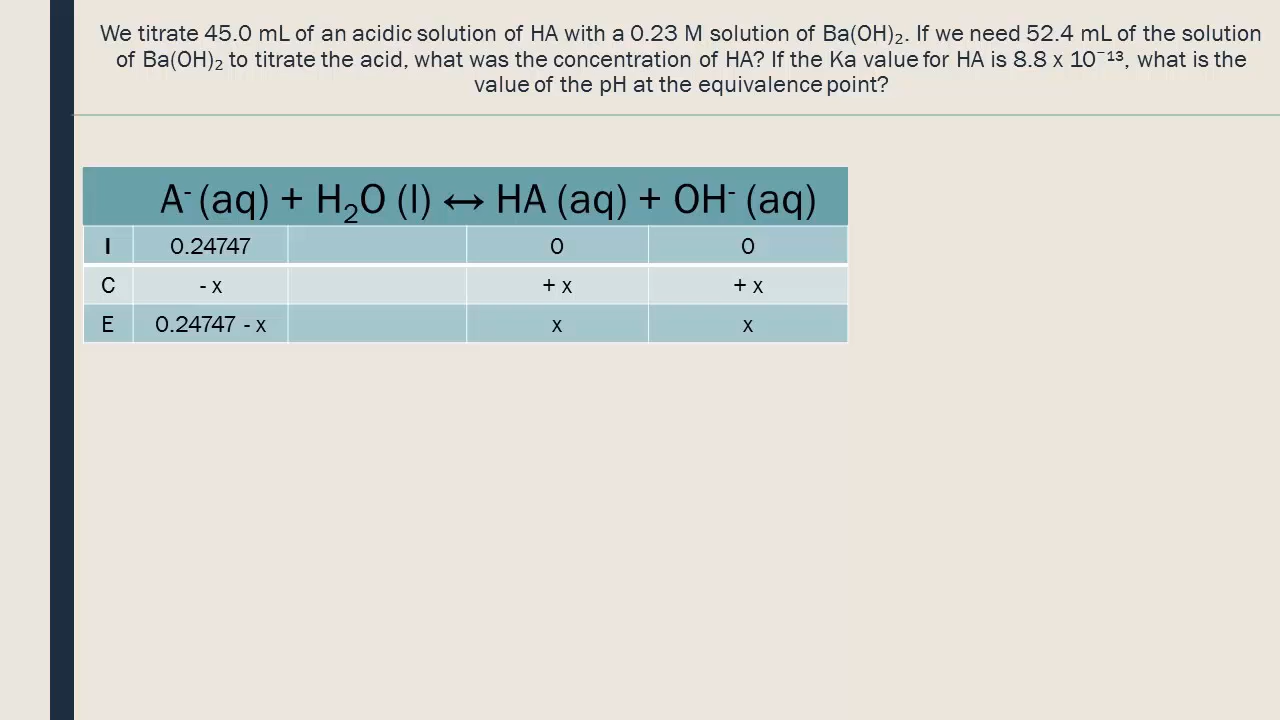 We titrate 45.0 mL of an acidic solution of HA with a 0.23 M solution of Ba(OH)₂. If we need 52.4 mL of the solution
of Ba(OH)₂ to titrate the acid, what was the concentration of HA? If the Ka value for HA is 8.8 x 10⁻¹³, what is the
value of the pH at the equivalence point?
A⁻ (aq) + H₂O (l) ↔ HA (aq) + OH⁻ (aq)
I 0.24747 0 0
C - x + x + x
E 0.24747 - x x x